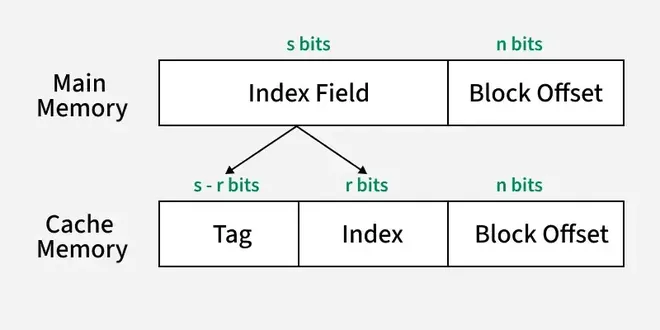 s bits
n bits
Main
Memory
Index Field
Block Offset
s - r bits
r bits
n bits
Cache
Memory
Tag
Index
Block Offset